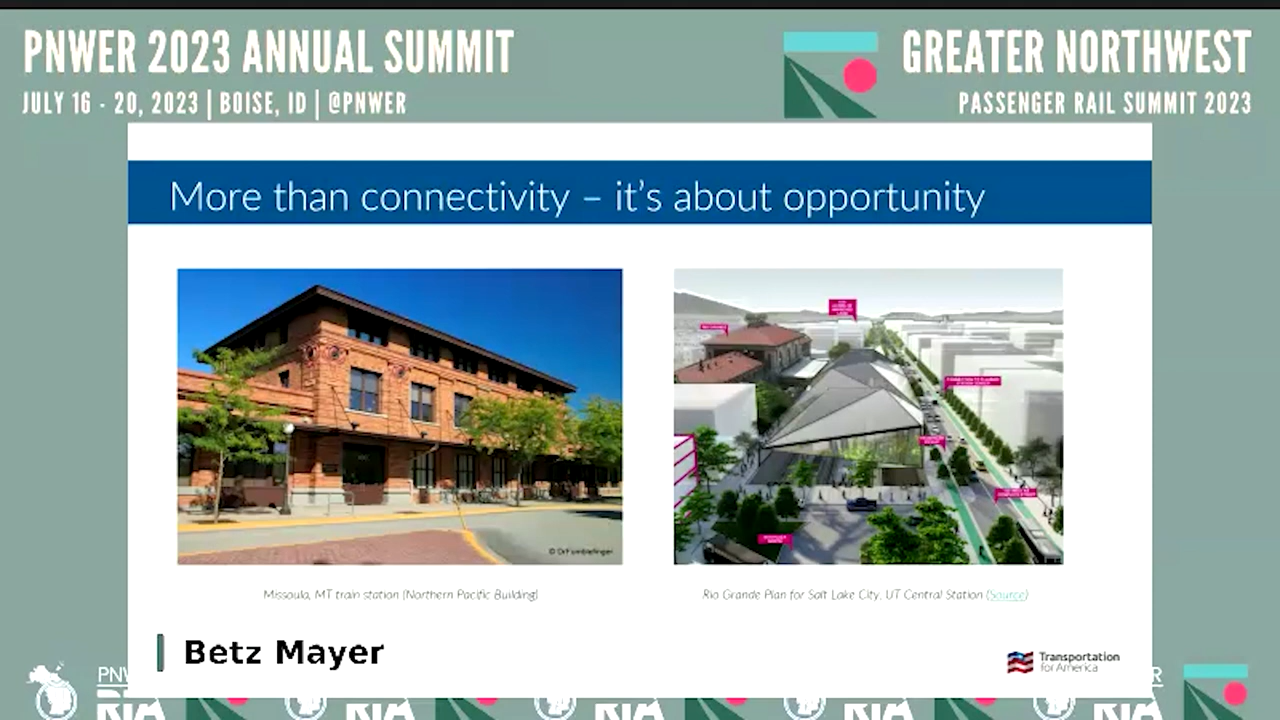 PNWER 2023 ANNUAL SUMMIT
JULY 16 - 20, 2023 | BOISE, ID | @PNWER
GREATER NORTHWEST
PASSENGER RAIL SUMMIT 2023
More than connectivity – it's about opportunity
© DrFumblefinger
Missoula, MT train station (Northern Pacific Building)
Rio Grande Plan for Salt Lake City, UT Central Station (Source)
Betz Mayer
Transportation
for America